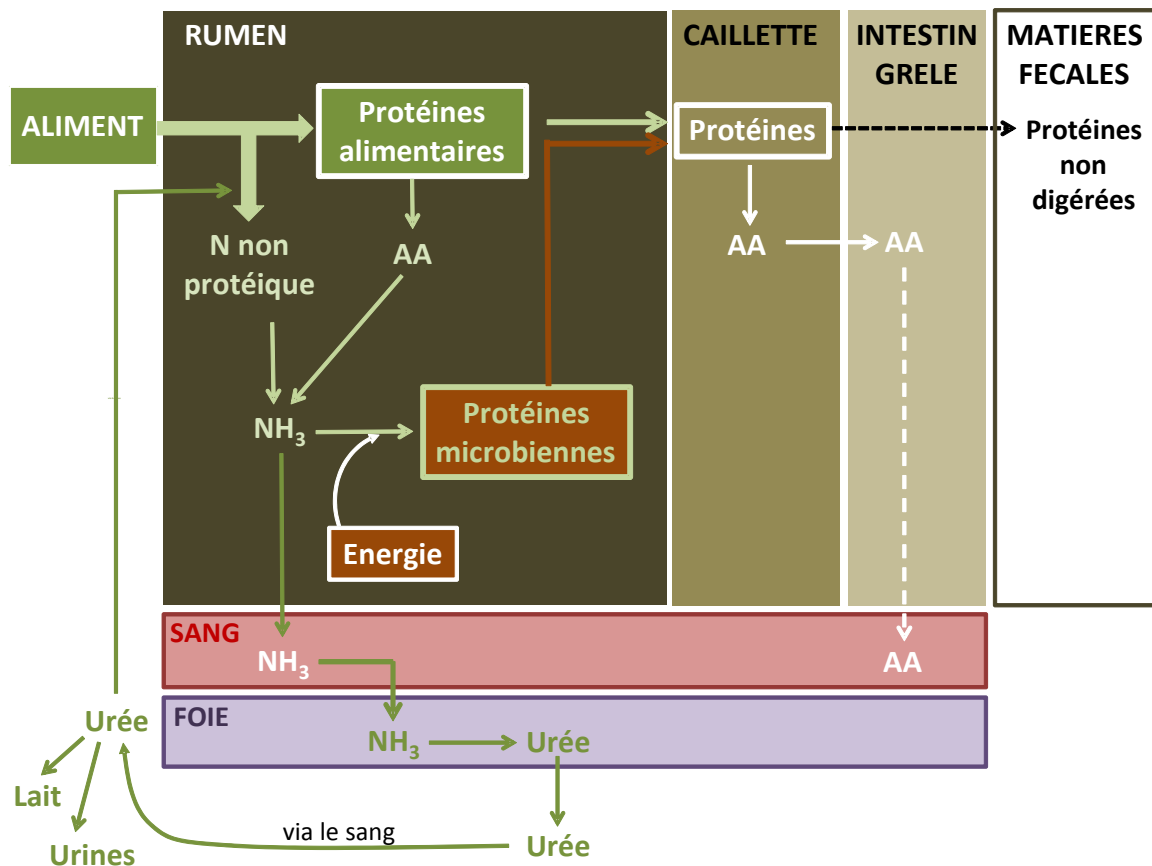 RUMEN
CAILLETTE
INTESTIN
GRELE
MATIERES
FECALES
ALIMENT
Protéines
alimentaires
Protéines
Protéines
non
digérées
N non
protéique
AA
AA
AA
NH₃
Protéines
microbiennes
Energie
SANG
NH₃
AA
FOIE
NH₃
Urée
Urée
Lait
Urines
via le sang
Urée